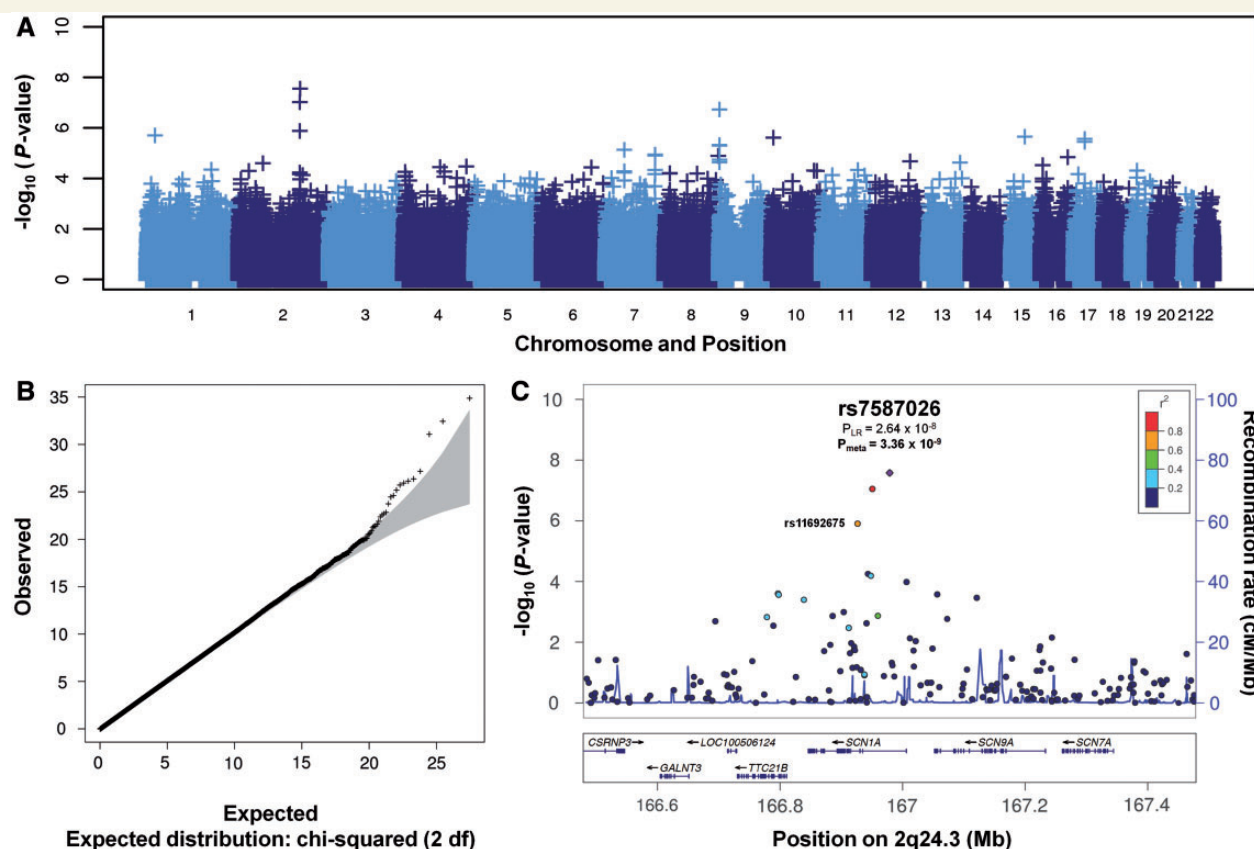 A
10
8
6
4
2
0
-log10 (P-value)
1 2 3 4 5 6 7 8 9 10 11 12 13 14 15 16 17 18 19 20 21 22
Chromosome and Position
B
35
30
25
20
15
10
5
0
Observed
0 5 10 15 20 25
Expected
Expected distribution: chi-squared (2 df)
C
10
8
6
4
2
0
-log10 (P-value)
rs7587026
PLR = 2.64 x 10-8
Pmeta = 3.36 x 10-9
rs11692675
r2
0.8
0.6
0.4
0.2
100
80
60
40
20
0
Recombination rate (cM/Mb)
CSRNP3→ ←LOC100506124 ←SCN1A ←SCN9A ←SCN7A
←GALNT3 ←TTC21B
166.6 166.8 167 167.2 167.4
Position on 2q24.3 (Mb)